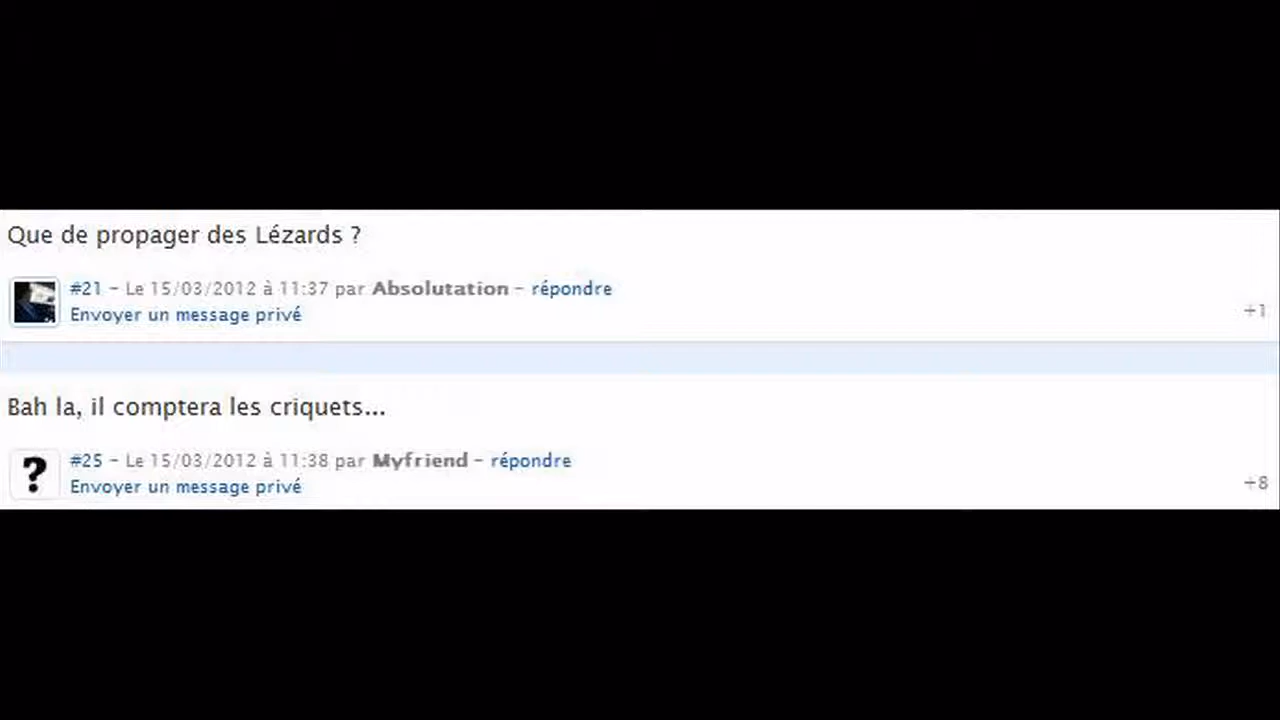 Que de propager des Lézards ?
#21 - Le 15/03/2012 à 11:37 par Absolutation - répondre
Envoyer un message privé
+1
Bah la, il comptera les criquets...
?
#25 - Le 15/03/2012 à 11:38 par Myfriend - répondre
Envoyer un message privé
+8